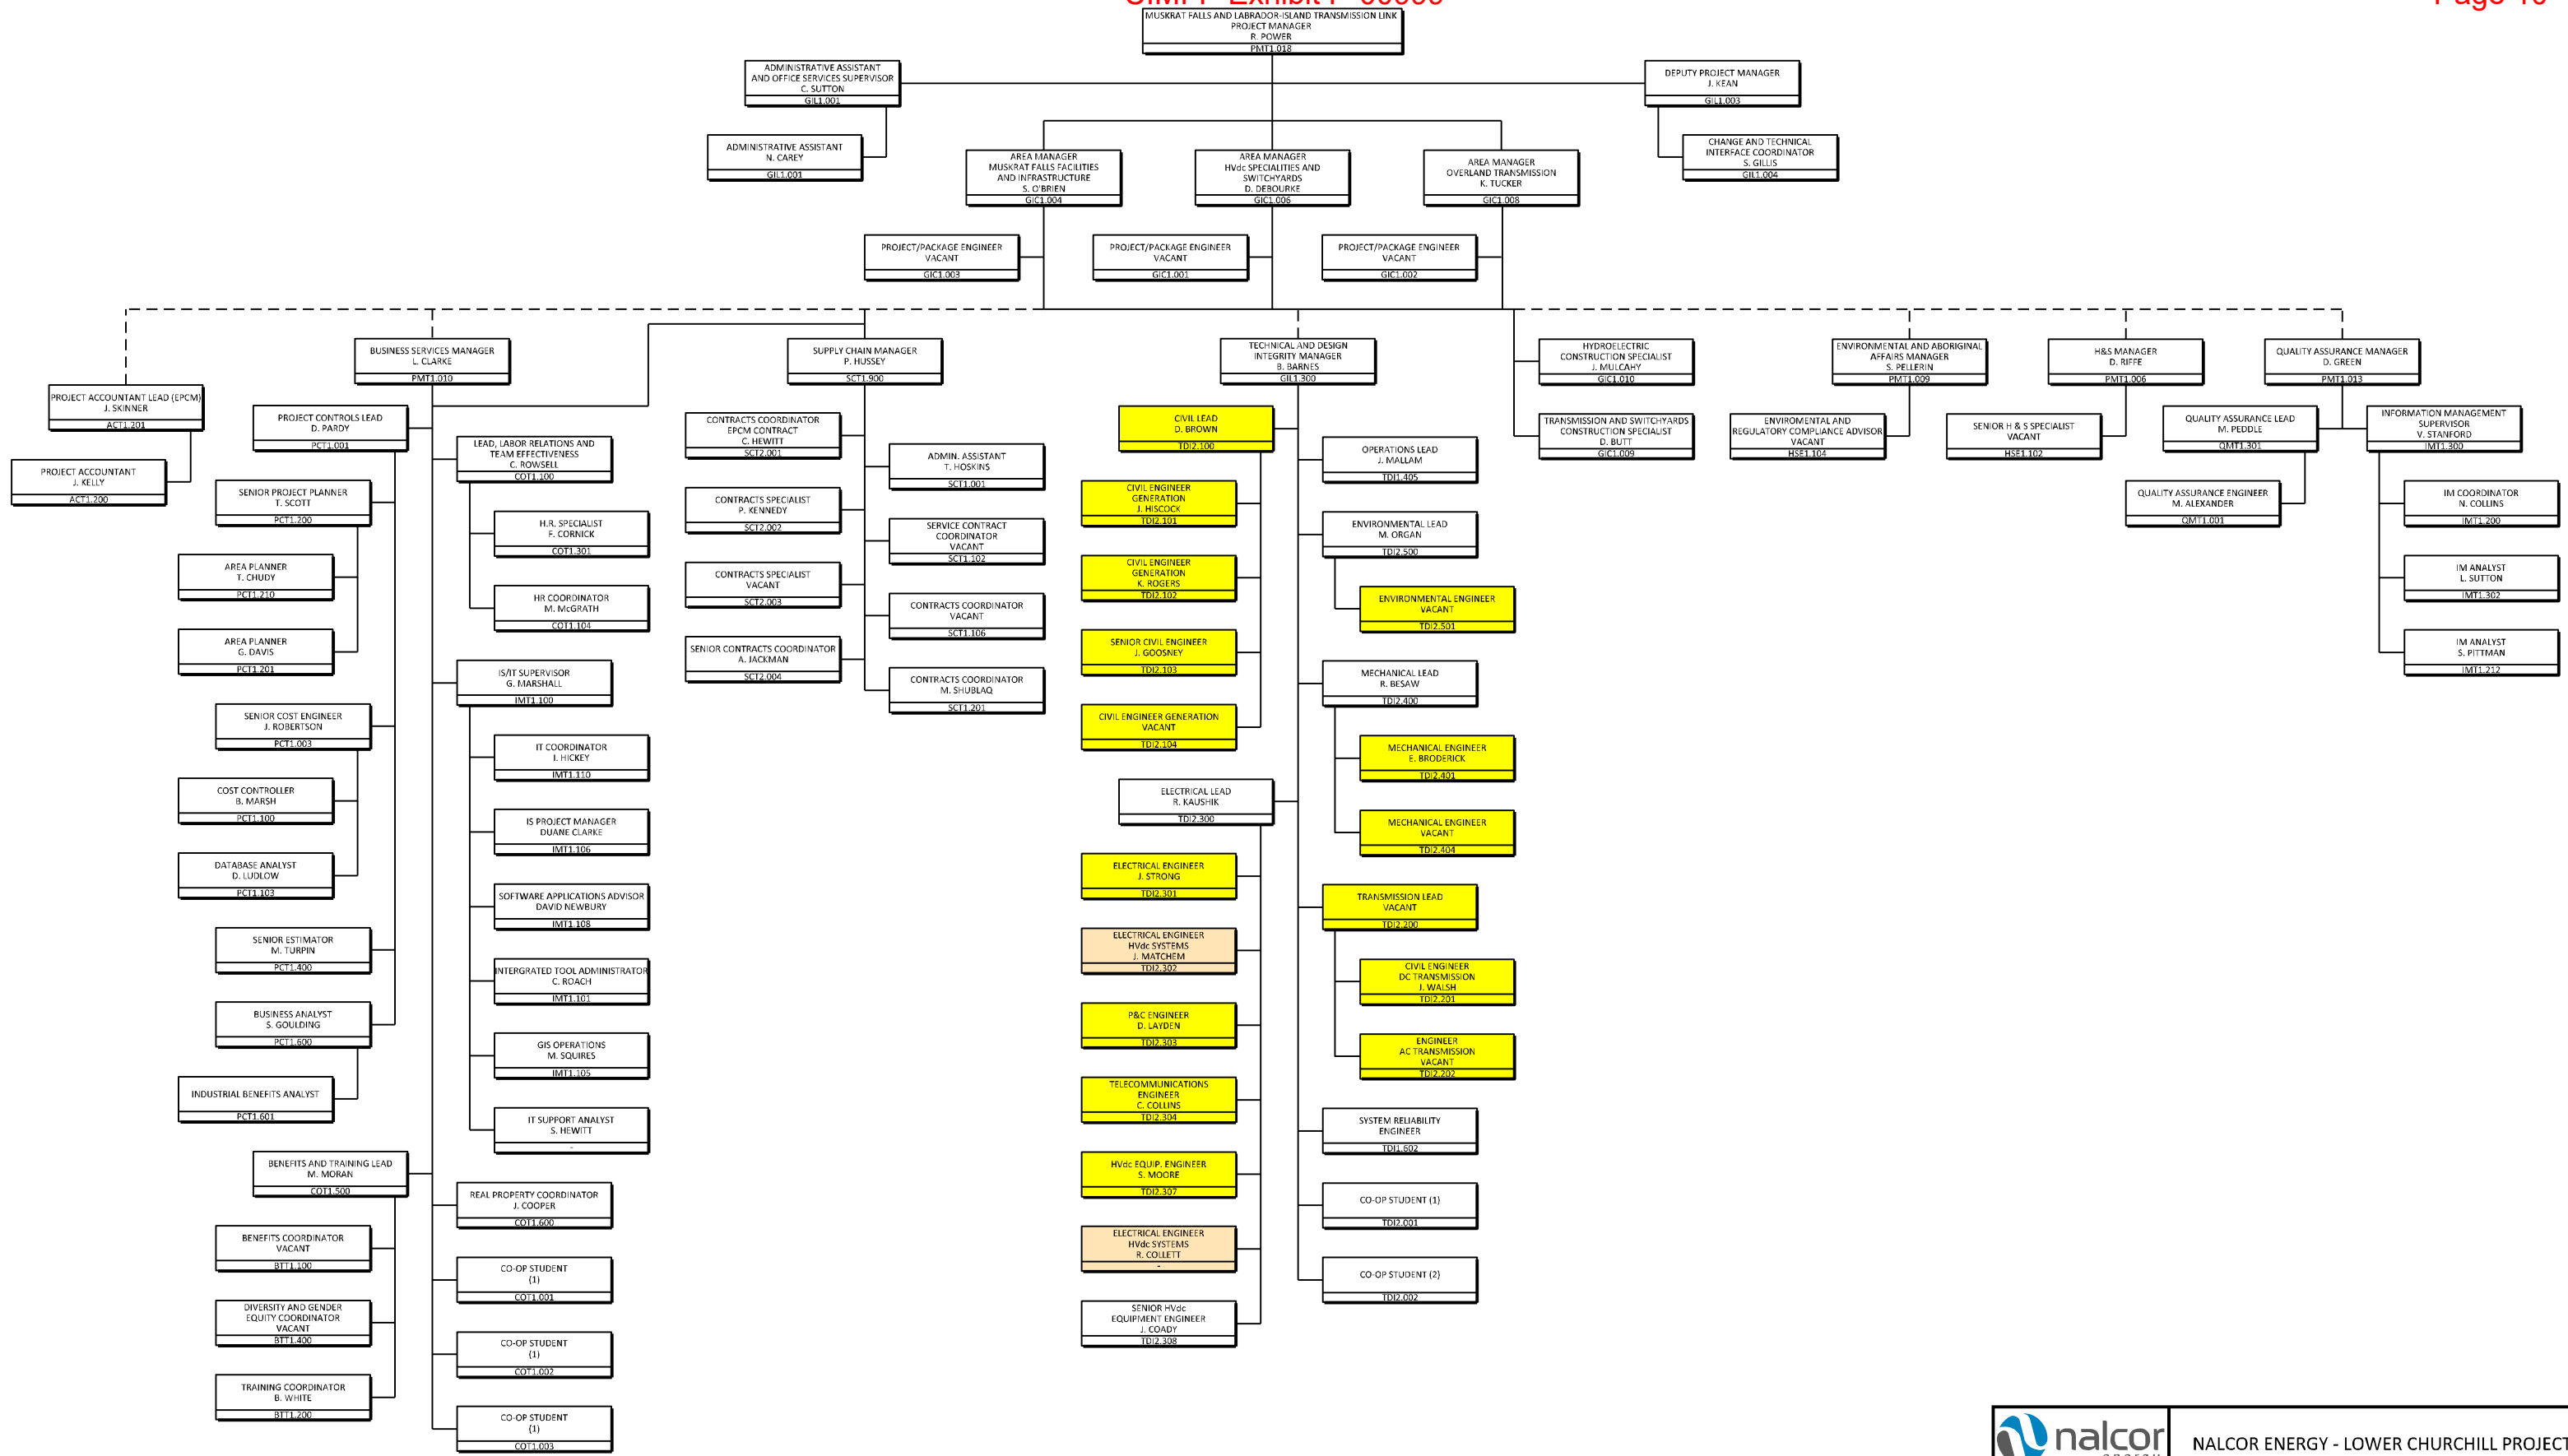 MUSKRAT FALLS AND LABRADOR-ISLAND TRANSMISSION LINK
PROJECT MANAGER
R. POWER
PMT1.018
ADMINISTRATIVE ASSISTANT
AND OFFICE SERVICES SUPERVISOR
C. SUTTON
GIL1.001
DEPUTY PROJECT MANAGER
J. KEAN
GIL1.003
ADMINISTRATIVE ASSISTANT
N. CAREY
GIL1.001
CHANGE AND TECHNICAL
INTERFACE COORDINATOR
S. GILLIS
GIL1.004
AREA MANAGER
MUSKRAT FALLS FACILITIES
AND INFRASTRUCTURE
S. O'BRIEN
GIC1.004
AREA MANAGER
HVdc SPECIALITIES AND
SWITCHYARDS
D. DEBOURKE
GIC1.006
AREA MANAGER
OVERLAND TRANSMISSION
K. TUCKER
GIC1.008
PROJECT/PACKAGE ENGINEER
VACANT
GIC1.003
PROJECT/PACKAGE ENGINEER
VACANT
GIC1.001
PROJECT/PACKAGE ENGINEER
VACANT
GIC1.002
PROJECT ACCOUNTANT LEAD (EPCM)
J. SKINNER
ACT1.201
PROJECT ACCOUNTANT
J. KELLY
ACT1.200
BUSINESS SERVICES MANAGER
L. CLARKE
PMT1.010
PROJECT CONTROLS LEAD
D. PARDY
PCT1.001
SENIOR PROJECT PLANNER
T. SCOTT
PCT1.200
AREA PLANNER
T. CHUDY
PCT1.210
AREA PLANNER
G. DAVIS
PCT1.201
SENIOR COST ENGINEER
J. ROBERTSON
PCT1.003
COST CONTROLLER
B. MARSH
PCT1.100
DATABASE ANALYST
D. LUDLOW
PCT1.103
SENIOR ESTIMATOR
M. TURPIN
PCT1.400
BUSINESS ANALYST
S. GOULDING
PCT1.600
INDUSTRIAL BENEFITS ANALYST
PCT1.601
BENEFITS AND TRAINING LEAD
M. MORAN
COT1.500
BENEFITS COORDINATOR
VACANT
BTT1.100
DIVERSITY AND GENDER
EQUITY COORDINATOR
VACANT
BTT1.400
TRAINING COORDINATOR
B. WHITE
BTT1.200
LEAD, LABOR RELATIONS AND
TEAM EFFECTIVENESS
C. ROWSELL
COT1.100
H.R. SPECIALIST
F. CORNICK
COT1.301
HR COORDINATOR
M. McGRATH
COT1.104
IS/IT SUPERVISOR
G. MARSHALL
IMT1.100
IT COORDINATOR
I. HICKEY
IMT1.110
IS PROJECT MANAGER
DUANE CLARKE
IMT1.106
SOFTWARE APPLICATIONS ADVISOR
DAVID NEWBURY
IMT1.108
INTERGRATED TOOL ADMINISTRATOR
C. ROACH
IMT1.101
GIS OPERATIONS
M. SQUIRES
IMT1.105
IT SUPPORT ANALYST
S. HEWITT
-
REAL PROPERTY COORDINATOR
J. COOPER
COT1.600
CO-OP STUDENT
(1)
COT1.001
CO-OP STUDENT
(1)
COT1.002
CO-OP STUDENT
(1)
COT1.003
SUPPLY CHAIN MANAGER
P. HUSSEY
SCT1.900
CONTRACTS COORDINATOR
EPCM CONTRACT
C. HEWITT
SCT2.001
CONTRACTS SPECIALIST
P. KENNEDY
SCT2.002
CONTRACTS SPECIALIST
VACANT
SCT2.003
SENIOR CONTRACTS COORDINATOR
A. JACKMAN
SCT2.004
ADMIN. ASSISTANT
T. HOSKINS
SCT1.001
SERVICE CONTRACT
COORDINATOR
VACANT
SCT1.102
CONTRACTS COORDINATOR
VACANT
SCT1.106
CONTRACTS COORDINATOR
M. SHUBLAQ
SCT1.201
TECHNICAL AND DESIGN
INTEGRITY MANAGER
B. BARNES
GIL1.300
CIVIL LEAD
D. BROWN
TDI2.100
CIVIL ENGINEER
GENERATION
J. HISCOCK
TDI2.101
CIVIL ENGINEER
GENERATION
K. ROGERS
TDI2.102
SENIOR CIVIL ENGINEER
J. GOOSNEY
TDI2.103
CIVIL ENGINEER GENERATION
VACANT
TDI2.104
ELECTRICAL LEAD
R. KAUSHIK
TDI2.300
ELECTRICAL ENGINEER
J. STRONG
TDI2.301
ELECTRICAL ENGINEER
HVdc SYSTEMS
J. MATCHEM
TDI2.302
P&C ENGINEER
D. LAYDEN
TDI2.303
TELECOMMUNICATIONS
ENGINEER
C. COLLINS
TDI2.304
HVdc EQUIP. ENGINEER
S. MOORE
TDI2.307
ELECTRICAL ENGINEER
HVdc SYSTEMS
R. COLLETT
-
SENIOR HVdc
EQUIPMENT ENGINEER
J. COADY
TDI2.308
OPERATIONS LEAD
J. MALLAM
TDI1.405
ENVIRONMENTAL LEAD
M. ORGAN
TDI2.500
ENVIRONMENTAL ENGINEER
VACANT
TDI2.501
MECHANICAL LEAD
R. BESAW
TDI2.400
MECHANICAL ENGINEER
E. BRODERICK
TDI2.401
MECHANICAL ENGINEER
VACANT
TDI2.404
TRANSMISSION LEAD
VACANT
TDI2.200
CIVIL ENGINEER
DC TRANSMISSION
J. WALSH
TDI2.201
ENGINEER
AC TRANSMISSION
VACANT
TDI2.202
SYSTEM RELIABILITY
ENGINEER
TDI1.602
CO-OP STUDENT (1)
TDI2.001
CO-OP STUDENT (2)
TDI2.002
HYDROELECTRIC
CONSTRUCTION SPECIALIST
J. MULCAHY
GIC1.010
TRANSMISSION AND SWITCHYARDS
CONSTRUCTION SPECIALIST
D. BUTT
GIC1.009
ENVIRONMENTAL AND ABORIGINAL
AFFAIRS MANAGER
S. PELLERIN
PMT1.009
ENVIROMENTAL AND
REGULATORY COMPLIANCE ADVISOR
VACANT
HSE1.104
H&S MANAGER
D. RIFFE
PMT1.006
SENIOR H & S SPECIALIST
VACANT
HSE1.102
QUALITY ASSURANCE MANAGER
D. GREEN
PMT1.013
QUALITY ASSURANCE LEAD
M. PEDDLE
QMT1.301
QUALITY ASSURANCE ENGINEER
M. ALEXANDER
QMT1.001
INFORMATION MANAGEMENT
SUPERVISOR
V. STANFORD
IMT1.300
IM COORDINATOR
N. COLLINS
IMT1.200
IM ANALYST
L. SUTTON
IMT1.302
IM ANALYST
S. PITTMAN
IMT1.212
nalcor
NALCOR ENERGY - LOWER CHURCHILL PROJECT